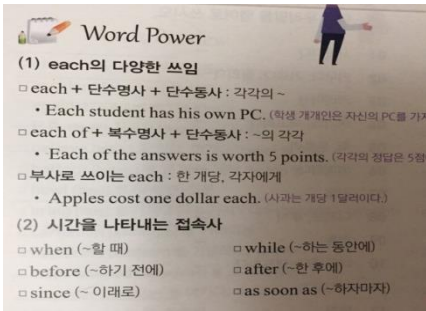 Word Power
(1) each의 다양한 쓰임
□ each + 단수명사 + 단수동사 : 각각의 ~
• Each student has his own PC. (학생 개개인은 자신의 PC를 가지
□ each of + 복수명사 + 단수동사 : ~의 각각
• Each of the answers is worth 5 points. (각각의 정답은 5점
□ 부사로 쓰이는 each : 한 개당, 각자에게
• Apples cost one dollar each. (사과는 개당 1달러이다.)
(2) 시간을 나타내는 접속사
□ when (~할 때) □ while (~하는 동안에)
□ before (~하기 전에) □ after (~한 후에)
□ since (~ 이래로) □ as soon as (~하자마자)